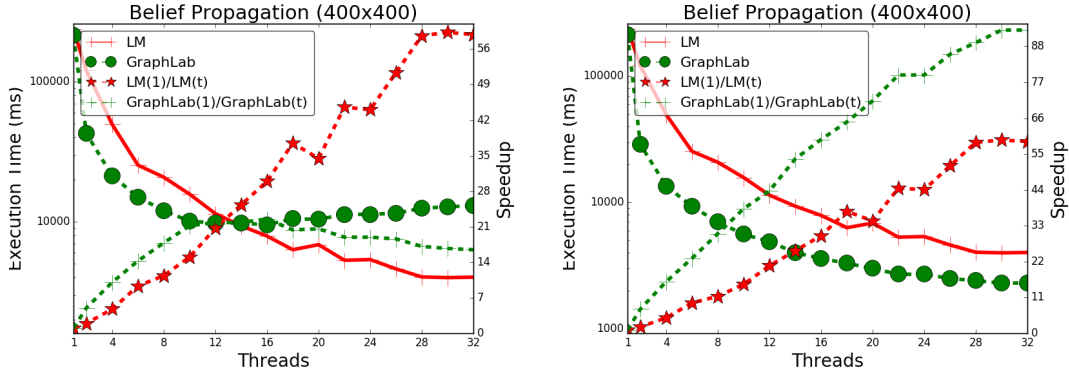 Belief Propagation (400x400)
LM
GraphLab
LM(1)/LM(t)
GraphLab(1)/GraphLab(t)
Execution Time (ms)
100000
10000
Speedup
56
49
42
35
28
21
14
7
0
1 4 8 12 16 20 24 28 32
Threads
Belief Propagation (400x400)
LM
GraphLab
LM(1)/LM(t)
GraphLab(1)/GraphLab(t)
Execution Time (ms)
100000
10000
1000
Speedup
88
77
66
55
44
33
22
11
0
1 4 8 12 16 20 24 28 32
Threads